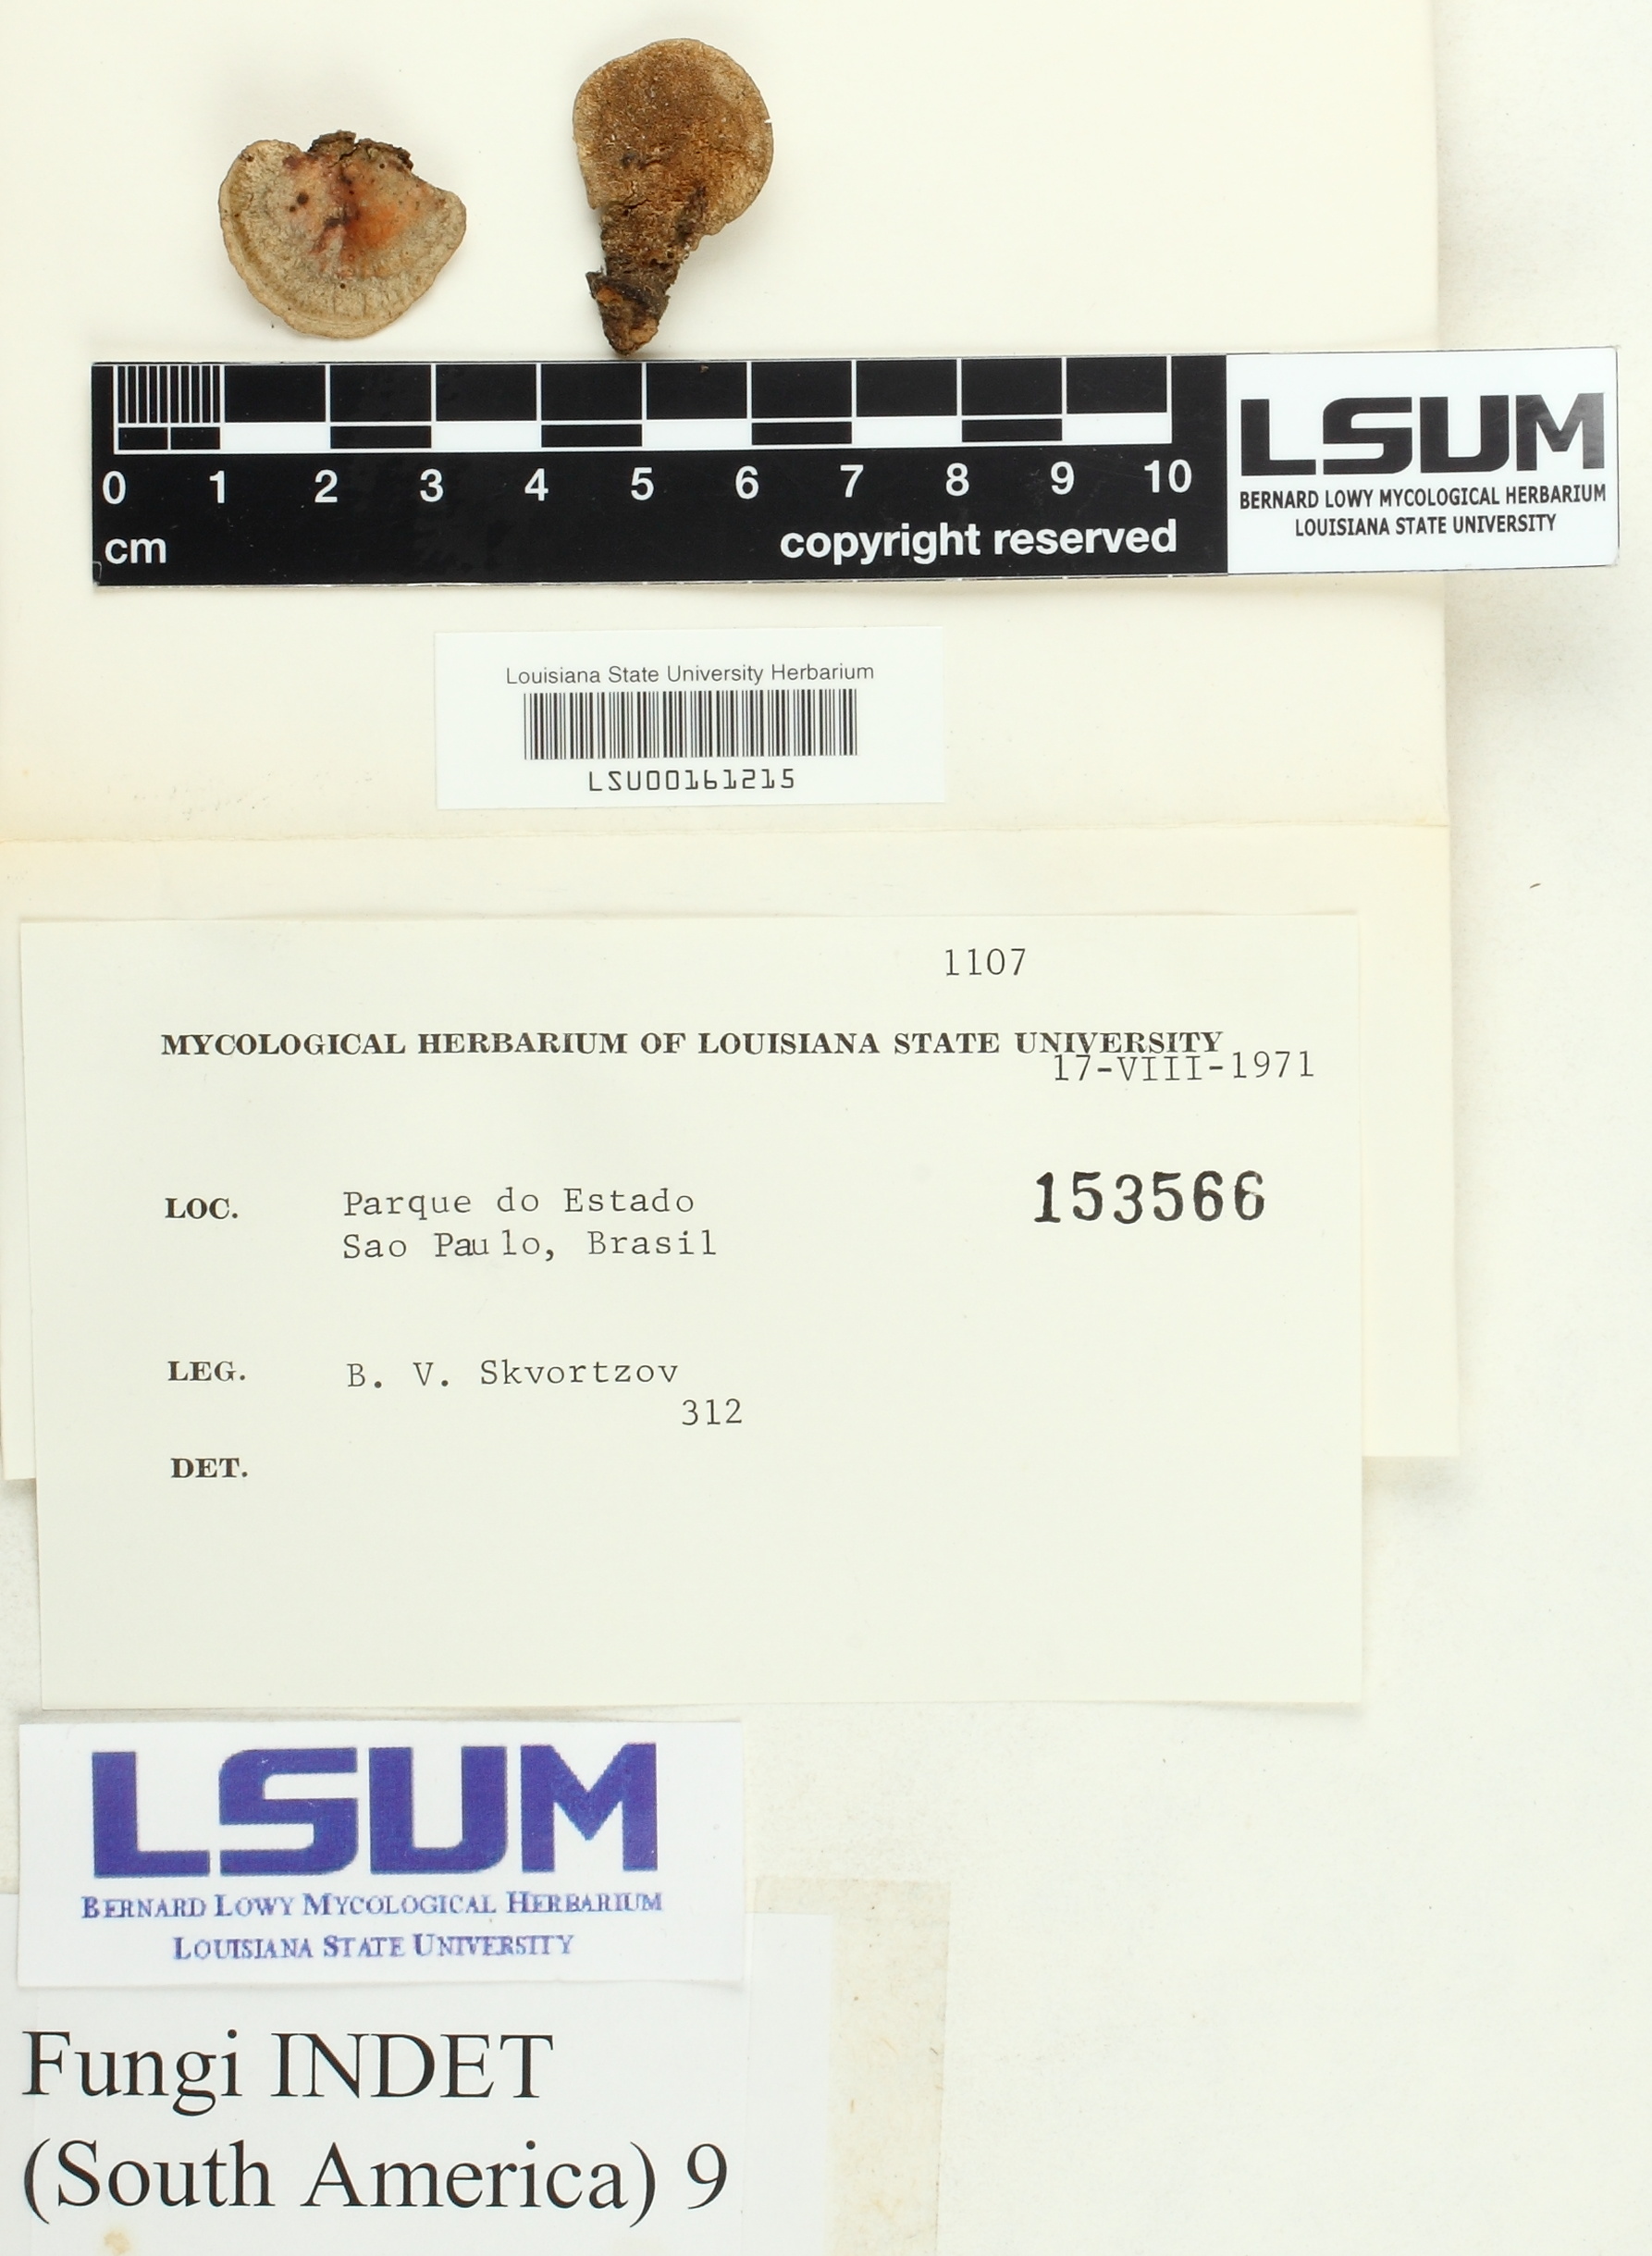 0 1 2 3 4 5 6 7 8 9 10
cm
copyright reserved
LSUM
BERNARD LOWY MYCOLOGICAL HERBARIUM
LOUISIANA STATE UNIVERSITY
Louisiana State University Herbarium
LSU00161215
1107
MYCOLOGICAL HERBARIUM OF LOUISIANA STATE UNIVERSITY
17-VIII-1971
LOC. Parque do Estado
153566
Sao Paulo, Brasil
LEG. B. V. Skvortzov
312
DET.
LSUM
BERNARD LOWY MYCOLOGICAL HERBARIUM
LOUISIANA STATE UNIVERSITY
Fungi INDET
(South America) 9